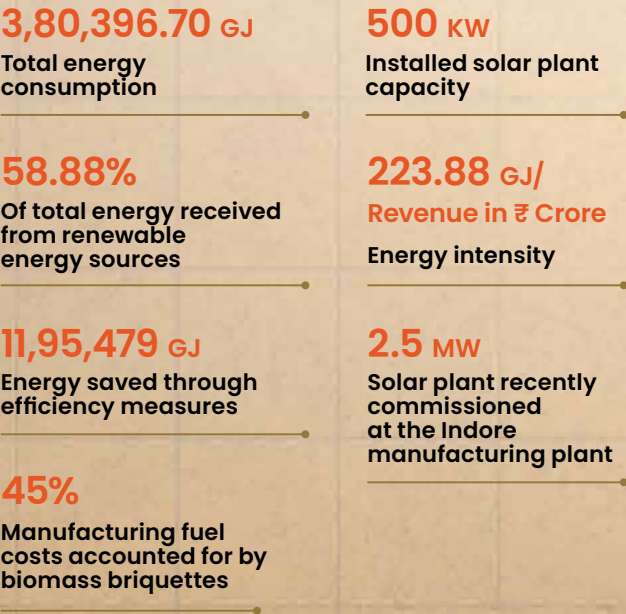 3,80,396.70 GJ
Total energy
consumption
58.88%
Of total energy received
from renewable
energy sources
11,95,479 GJ
Energy saved through
efficiency measures
45%
Manufacturing fuel
costs accounted for by
biomass briquettes
500 KW
Installed solar plant
capacity
223.88 GJ/
Revenue in ₹ Crore
Energy intensity
2.5 MW
Solar plant recently
commissioned
at the Indore
manufacturing plant